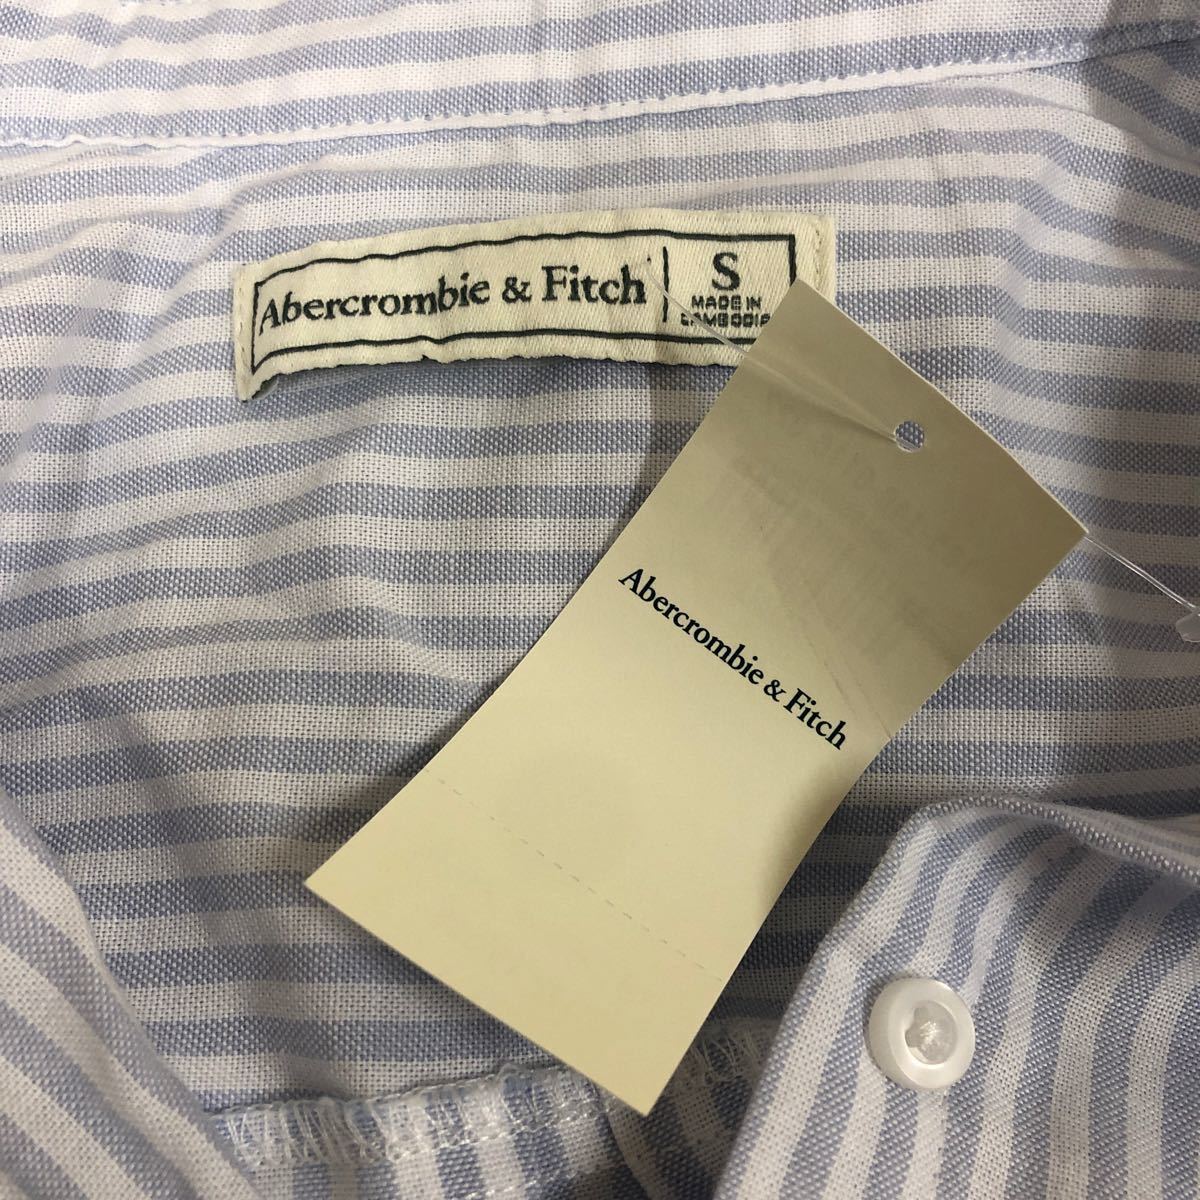 Abercrombie & Fitch
S
MADE IN
CAMBODIA
Abercrombie & Fitch